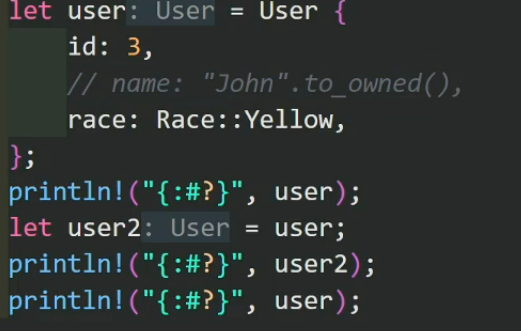 let user: User = User {
id: 3,
// name: "John".to_owned(),
race: Race::Yellow,
};
println!("{:#?}", user);
let user2: User = user;
println!("{:#?}", user2);
println!("{:#?}", user);